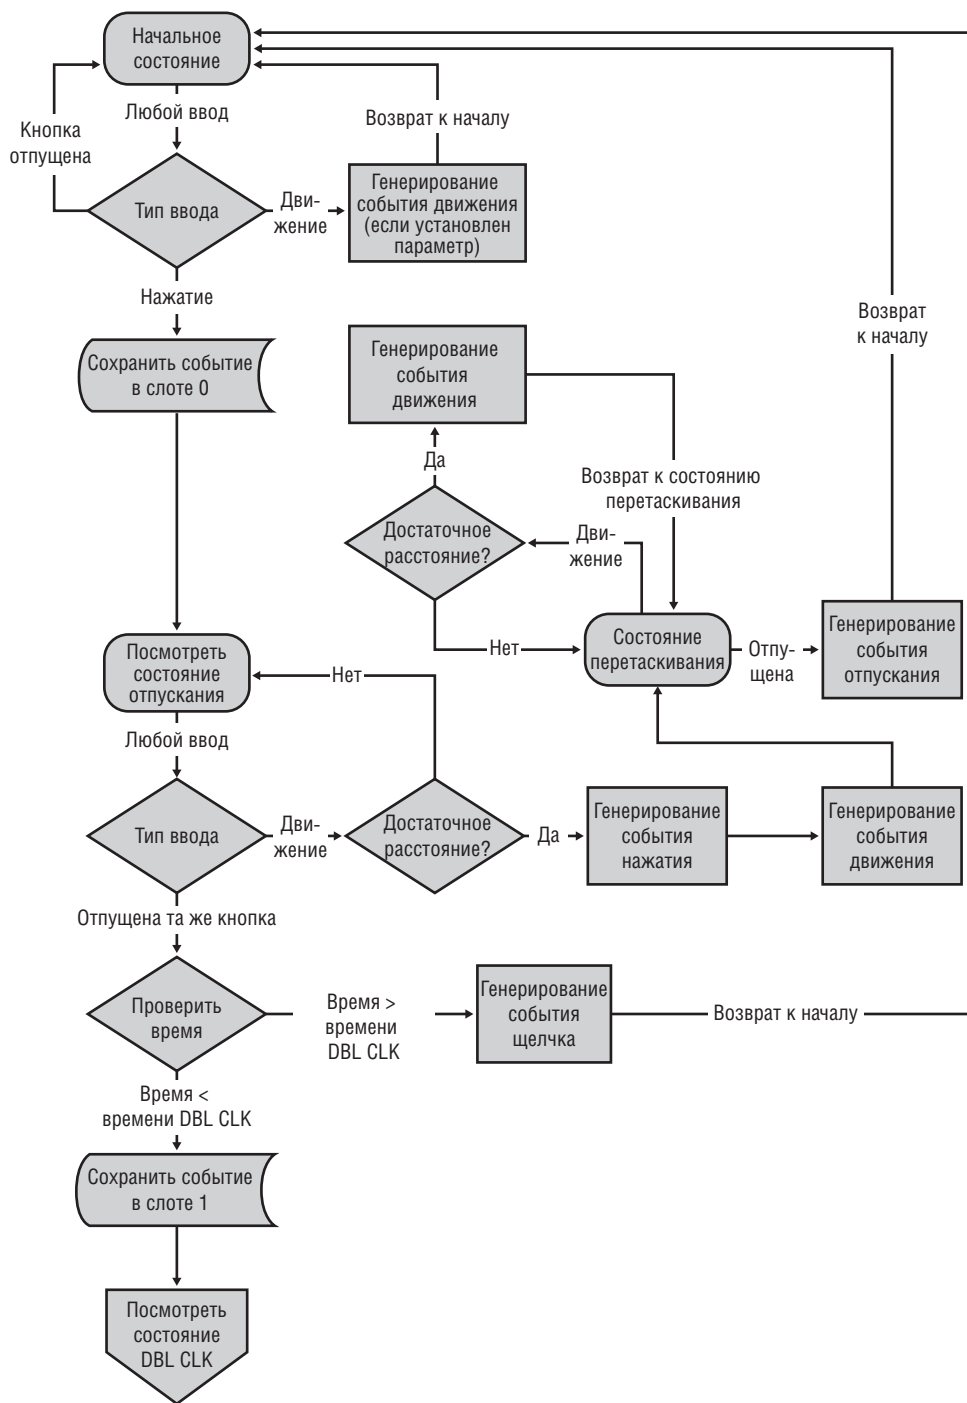 Начальное
состояние
Любой ввод
Кнопка
отпущена
Возврат к началу
Тип ввода
Дви-
жение
Генерирование
события движения
(если установлен
параметр)
Нажатие
Возврат
к началу
Сохранить событие
в слоте 0
Генерирование
события
движения
Да
Возврат к состоянию
перетаскивания
Достаточное
расстояние?
Дви-
жение
Нет
Состояние
перетаскивания
Отпу-
щена
Генерирование
события
отпускания
Посмотреть
состояние
отпускания
Нет
Любой ввод
Тип ввода
Дви-
жение
Достаточное
расстояние?
Да
Генерирование
события
нажатия
Генерирование
события
движения
Отпущена та же кнопка
Проверить
время
Время >
времени
DBL CLK
Генерирование
события
щелчка
Возврат к началу
Время <
времени DBL CLK
Сохранить событие
в слоте 1
Посмотреть
состояние
DBL CLK